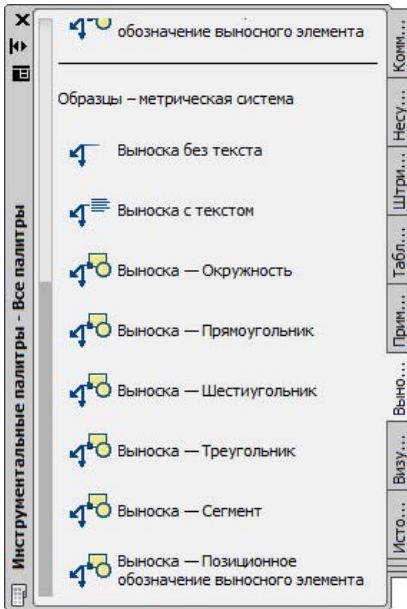 обозначение выносного элемента
Образцы – метрическая система
Выноска без текста
Выноска с текстом
Выноска — Окружность
Выноска — Прямоугольник
Выноска — Шестиугольник
Выноска — Треугольник
Выноска — Сегмент
Выноска — Позиционное
обозначение выносного элемента
Инструментальные палитры - Все палитры
Комм...
Несу...
Штри...
Табл...
Прим...
Выно...
Визу...
Исто...